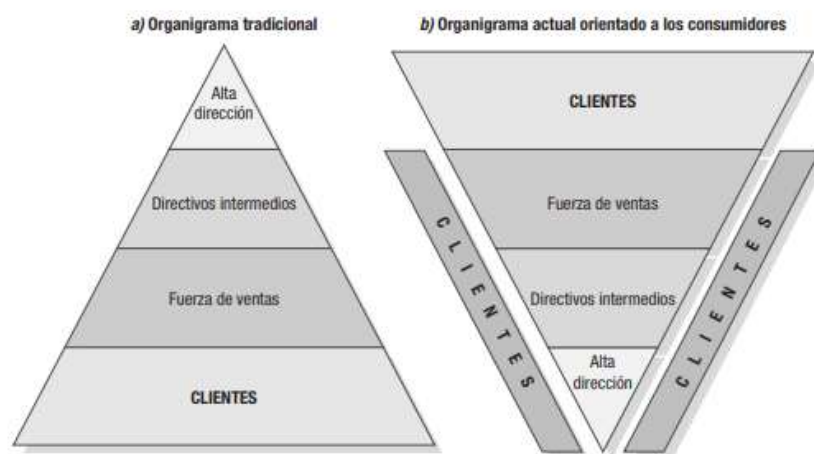 a) Organigrama tradicional
Alta
dirección
Directivos intermedios
Fuerza de ventas
CLIENTES
b) Organigrama actual orientado a los consumidores
CLIENTES
Fuerza de ventas
Directivos intermedios
Alta
dirección
CLIENTES
CLIENTES